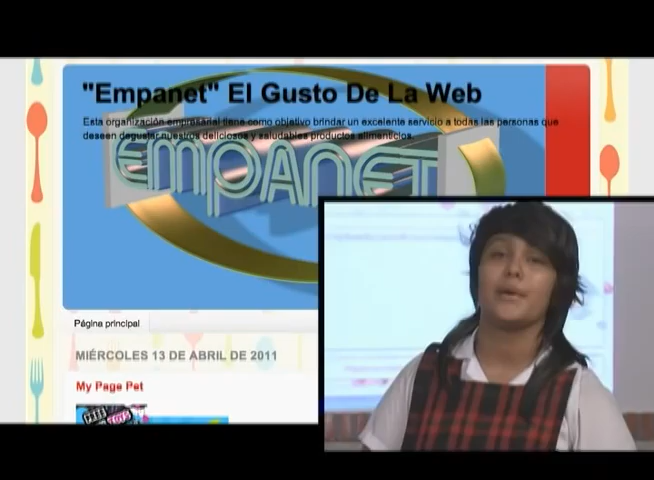 "Empanet" El Gusto De La Web
Esta organización empresarial tiene como objetivo brindar un excelente servicio a todas las personas que
deseen degustar nuestros deliciosos y saludables productos alimenticios.
EMPANET
Página principal
MIÉRCOLES 13 DE ABRIL DE 2011
My Page Pet
FREE
TOYS